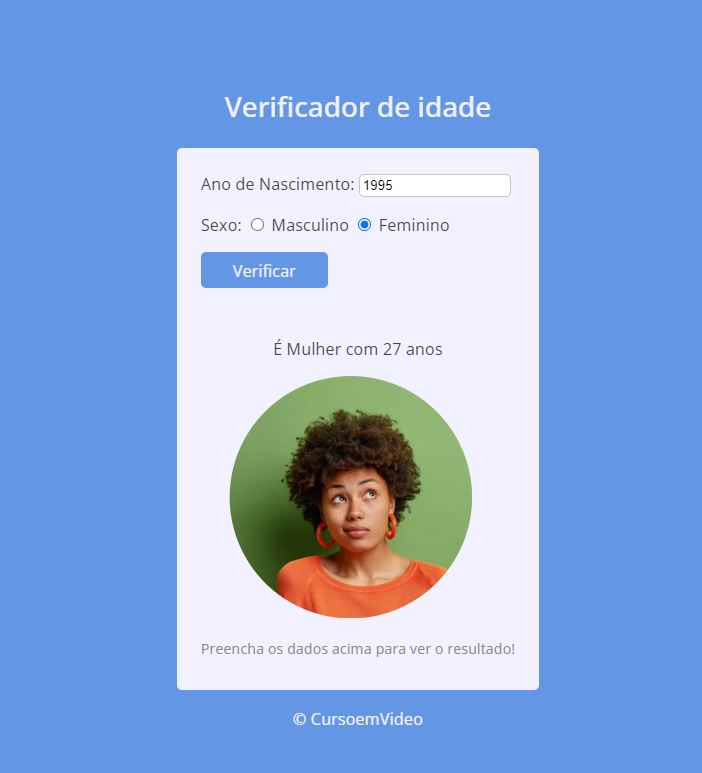 Verificador de idade
Ano de Nascimento: 1995
Sexo: Masculino Feminino
Verificar
É Mulher com 27 anos
Preencha os dados acima para ver o resultado!
© CursoemVideo